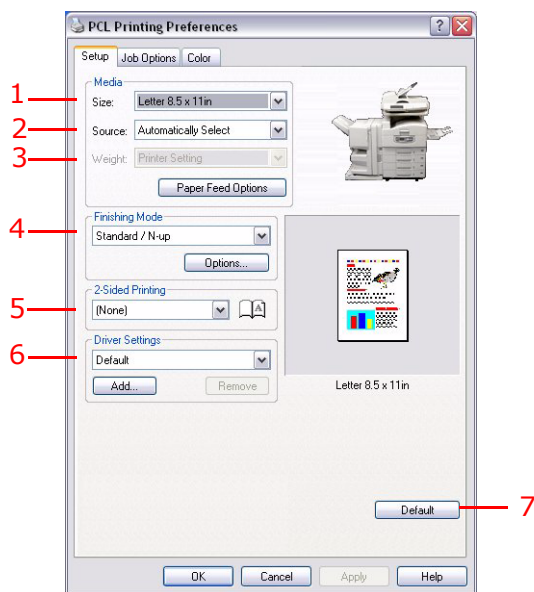 PCL Printing Preferences
Setup Job Options Color
Media
1 Size: Letter 8.5 x 11in
2 Source: Automatically Select
3 Weight: Printer Setting
Paper Feed Options
Finishing Mode
4 Standard / N-up
Options...
2-Sided Printing
5 (None) A
Driver Settings
6 Default
Add... Remove
Letter 8.5 x 11in
Default 7
OK Cancel Apply Help